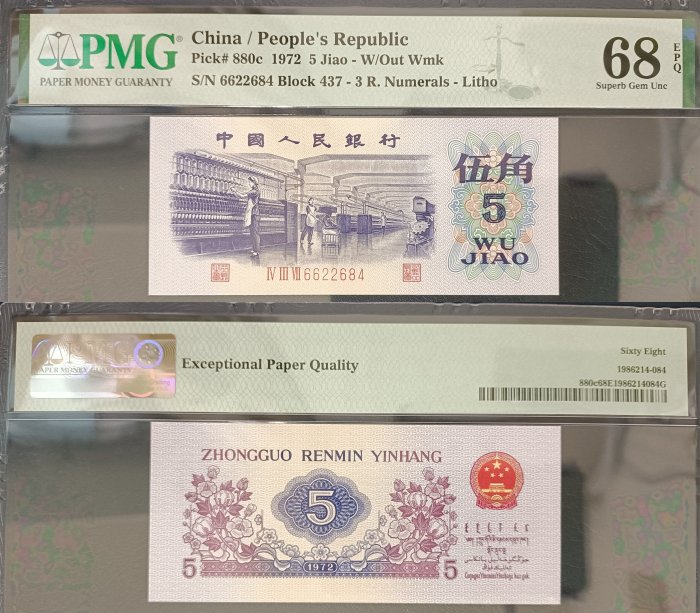 PMG
PAPER MONEY GUARANTY
China / People's Republic
Pick# 880c 1972 5 Jiao - W/Out Wmk
S/N 6622684 Block 437 - 3 R. Numerals - Litho
68 EPQ
Superb Gem Unc
中國人民銀行
伍角
5
WU
JIAO
Ⅳ Ⅲ Ⅶ 6622684
PMG
PAPER MONEY GUARANTY
Exceptional Paper Quality
Sixty Eight
1986214-084
880c68E1986214084G
ZHONGGUO RENMIN YINHANG
5
5
1972
5